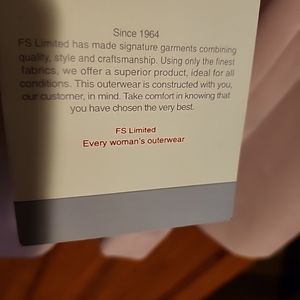 Since 1964
FS Limited has made signature garments combining
quality, style and craftsmanship. Using only the finest
fabrics, we offer a superior product, ideal for all
conditions. This outerwear is constructed with you,
our customer, in mind. Take comfort in knowing that
you have chosen the very best.
FS Limited
Every woman's outerwear